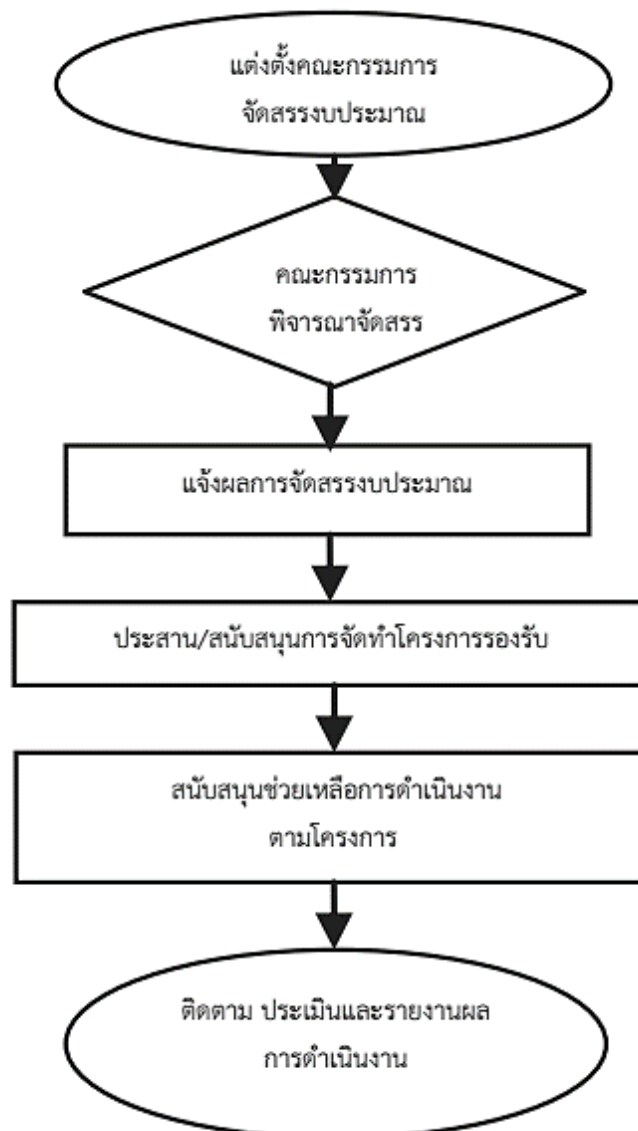 แต่งตั้งคณะกรรมการ
จัดสรรงบประมาณ
คณะกรรมการ
พิจารณาจัดสรร
แจ้งผลการจัดสรรงบประมาณ
ประสาน/สนับสนุนการจัดทำโครงการรองรับ
สนับสนุนช่วยเหลือการดำเนินงาน
ตามโครงการ
ติดตาม ประเมินและรายงานผล
การดำเนินงาน